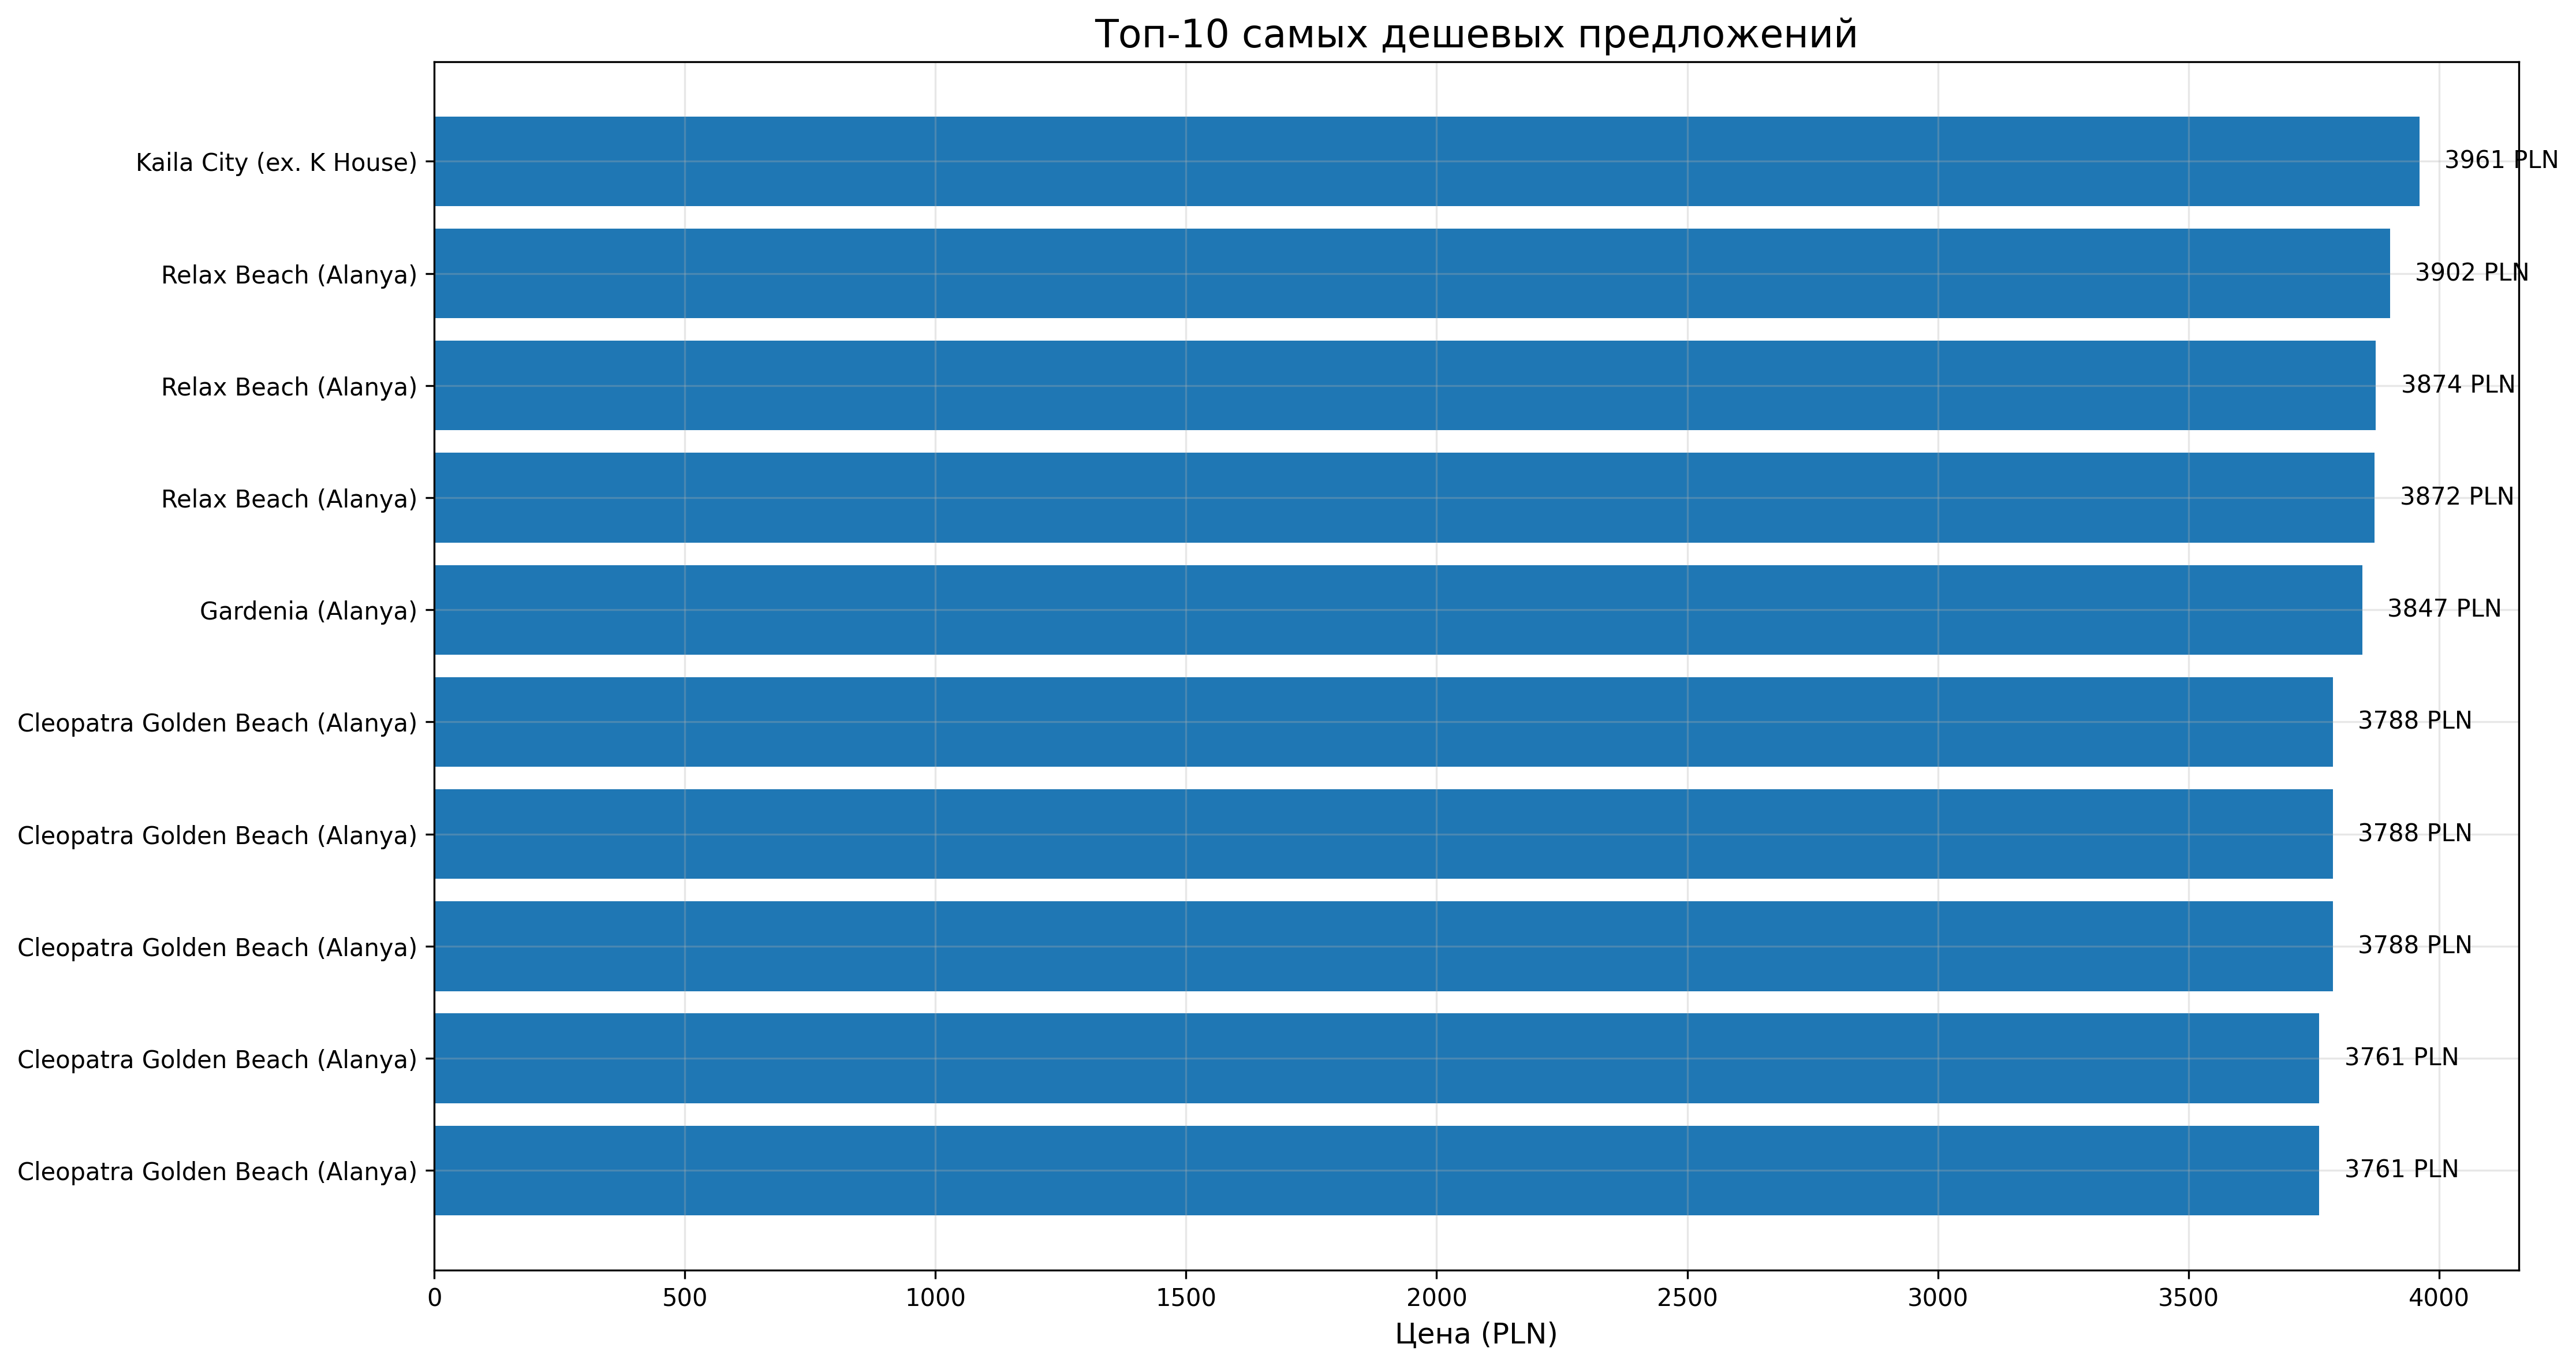 Топ-10 самых дешевых предложений
Kaila City (ex. K House)
3961 PLN
Relax Beach (Alanya)
3902 PLN
Relax Beach (Alanya)
3874 PLN
Relax Beach (Alanya)
3872 PLN
Gardenia (Alanya)
3847 PLN
Cleopatra Golden Beach (Alanya)
3788 PLN
Cleopatra Golden Beach (Alanya)
3788 PLN
Cleopatra Golden Beach (Alanya)
3788 PLN
Cleopatra Golden Beach (Alanya)
3761 PLN
Cleopatra Golden Beach (Alanya)
3761 PLN
0 500 1000 1500 2000 2500 3000 3500 4000
Цена (PLN)